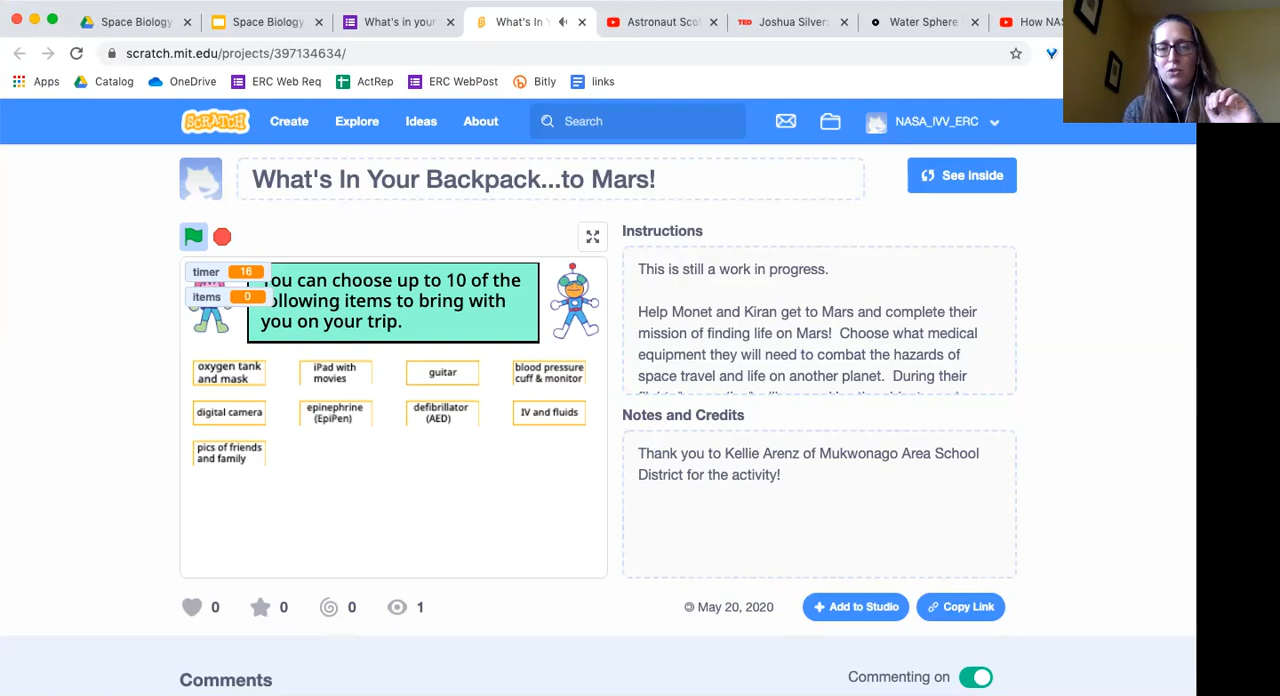 Space Biology
Space Biology
What's in your
What's In Y
Astronaut Sco
Joshua Silver
Water Sphere
How NAS
scratch.mit.edu/projects/397134634/
Apps
Catalog
OneDrive
ERC Web Req
ActRep
ERC WebPost
Bitly
links
SCRATCH
Create
Explore
Ideas
About
Search
NASA_IVV_ERC
What's In Your Backpack...to Mars!
See inside
timer 16
items 0
ou can choose up to 10 of the
ollowing items to bring with
you on your trip.
oxygen tank
and mask
iPad with
movies
guitar
blood pressure
cuff & monitor
digital camera
epinephrine
(EpiPen)
defibrillator
(AED)
IV and fluids
pics of friends
and family
Instructions
This is still a work in progress.
Help Monet and Kiran get to Mars and complete their
mission of finding life on Mars! Choose what medical
equipment they will need to combat the hazards of
space travel and life on another planet. During their
Notes and Credits
Thank you to Kellie Arenz of Mukwonago Area School
District for the activity!
0
0
0
1
© May 20, 2020
Add to Studio
Copy Link
Comments
Commenting on